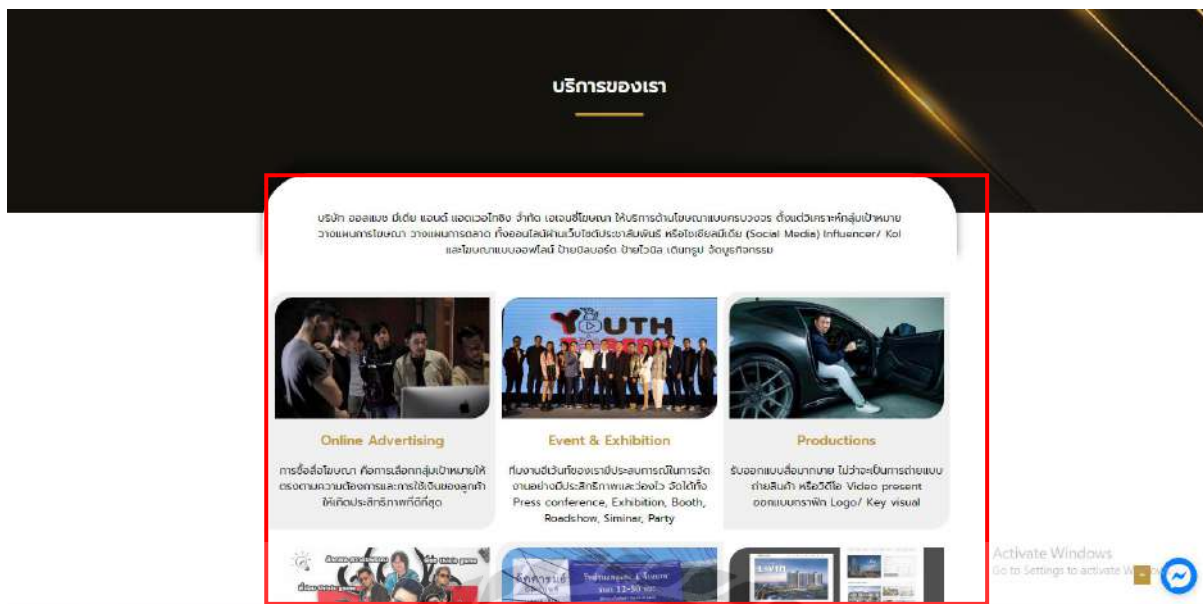 บริการของเรา
บริษัท ออลแมช มีเดีย แอนด์ แอดเวอไทซิง จำกัด เอเจนซี่โฆษณา ให้บริการด้านโฆษณาแบบครบวงจร ตั้งแต่วิเคราะห์กลุ่มเป้าหมาย
วางแผนการโฆษณา วางแผนการตลาด ทั้งออนไลน์ผ่านเว็บไซต์ประชาสัมพันธ์ หรือโซเชียลมีเดีย (Social Media) Influencer/ Kol
และโฆษณาแบบออฟไลน์ ป้ายบิลบอร์ด ป้ายไวนิล เดินทรูป จัดบูธกิจกรรม
YOUTH
Online Advertising
Event & Exhibition
Productions
การซื้อสื่อโฆษณา คือการเลือกกลุ่มเป้าหมายให้
ตรงตามความต้องการและการใช้เงินของลูกค้า
ให้เกิดประสิทธิภาพที่ดีที่สุด
ทีมงานอีเว้นท์ของเรามีประสบการณ์ในการจัด
งานอย่างมีประสิทธิภาพและว่องไว จัดได้ทั้ง
Press conference, Exhibition, Booth,
Roadshow, Siminar, Party
รับออกแบบสื่อมากมาย ไม่ว่าจะเป็นการถ่ายแบบ
ถ่ายสินค้า หรือวิดีโอ Video present
ออกแบบกราฟิก Logo/ Key visual
Activate Windows
Go to Settings to activate